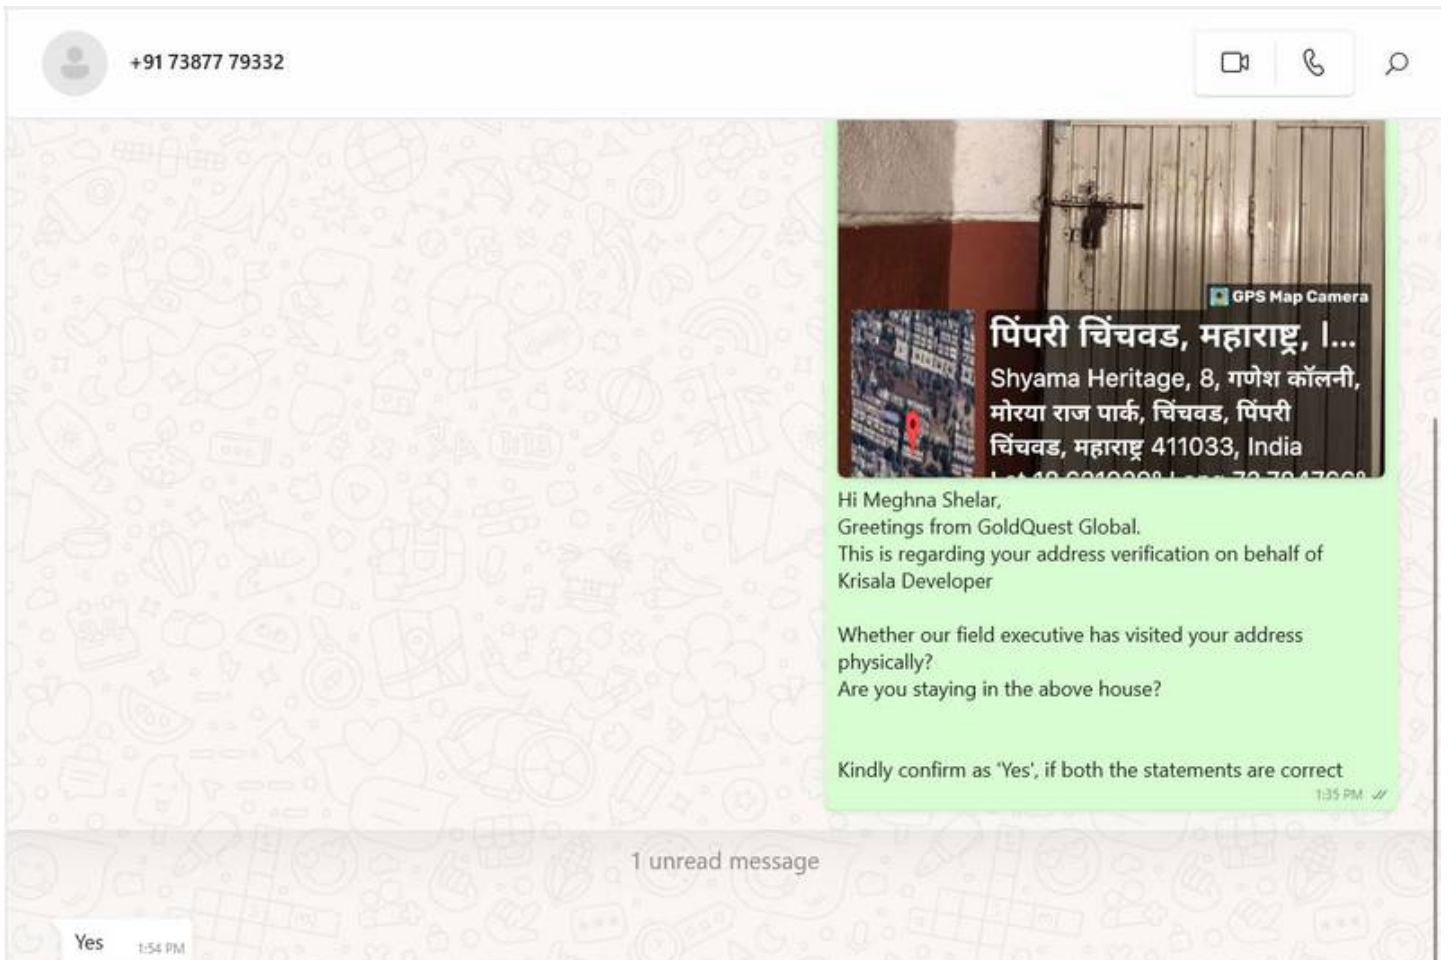 +91 73877 79332
GPS Map Camera
पिंपरी चिंचवड, महाराष्ट्र, I...
Shyama Heritage, 8, गणेश कॉलनी,
मोरया राज पार्क, चिंचवड, पिंपरी
चिंचवड, महाराष्ट्र 411033, India
Hi Meghna Shelar,
Greetings from GoldQuest Global.
This is regarding your address verification on behalf of
Krisala Developer
Whether our field executive has visited your address
physically?
Are you staying in the above house?
Kindly confirm as 'Yes', if both the statements are correct
1:35 PM
1 unread message
Yes 1:54 PM